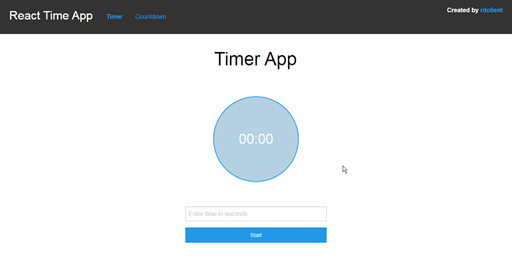 React Time App
Timer
Countdown
Created by rdollent
Timer App
00:00
Enter time in seconds.
Start